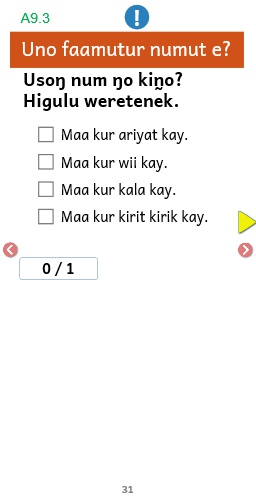 A9.3
!
Uno faamutur numut e?
Usoŋ num ŋo kin̰o?
Higulu weretenek.
Maa kur ariyat kay.
Maa kur wii kay.
Maa kur kala kay.
Maa kur kirit kirik kay.
0 / 1
31